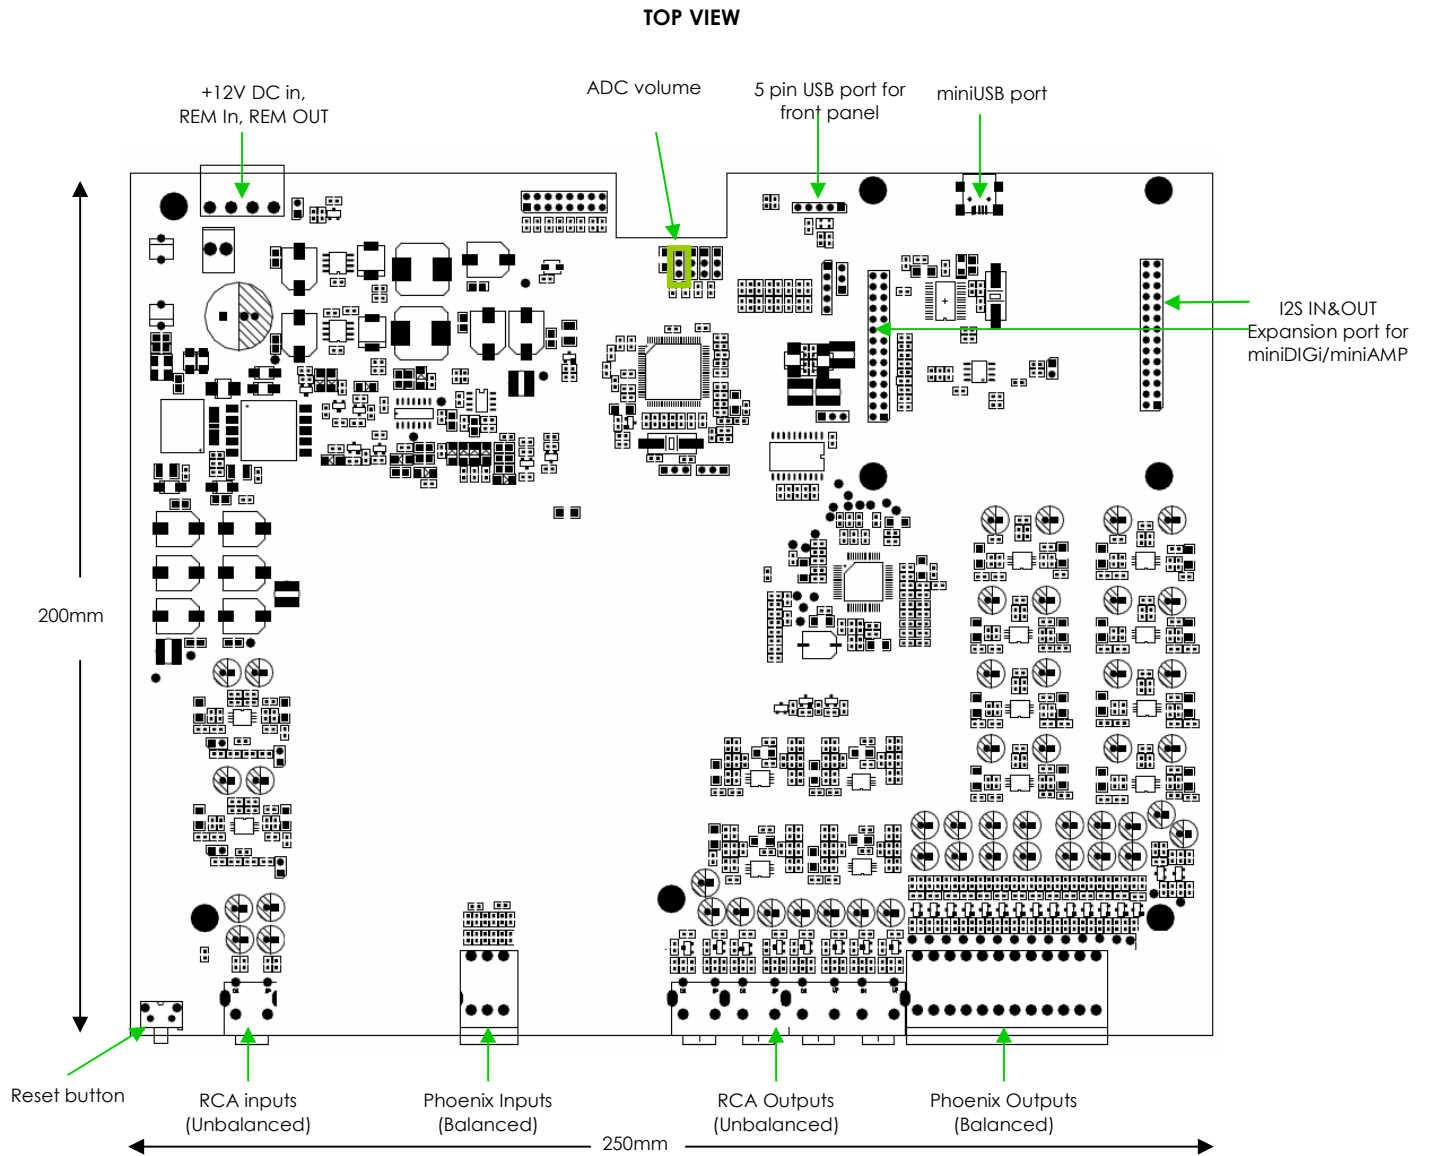 TOP VIEW
+12V DC in,
REM In, REM OUT
ADC volume
5 pin USB port for
front panel
miniUSB port
I2S IN&OUT
Expansion port for
miniDIGi/miniAMP
200mm
Reset button
RCA inputs
(Unbalanced)
Phoenix Inputs
(Balanced)
RCA Outputs
(Unbalanced)
Phoenix Outputs
(Balanced)
250mm